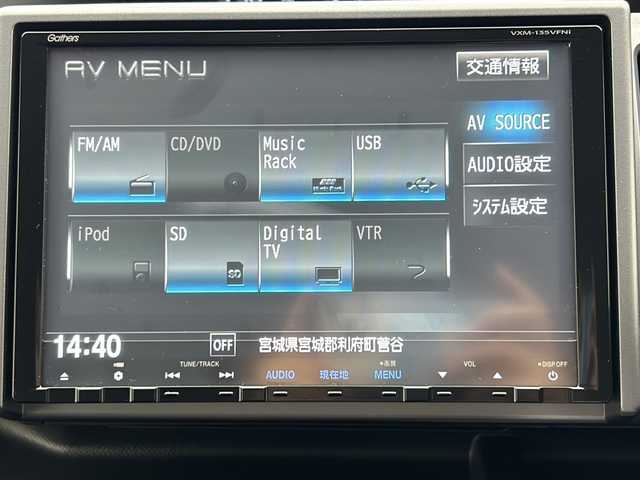 Gathers
VXM-135VFNi
AV MENU
交通情報
FM/AM
CD/DVD
Music Rack
USB
AV SOURCE
AUDIO設定
システム設定
iPod
SD
Digital TV
VTR
SD
14:40
OFF
宮城県宮城郡利府町菅谷
TUNE/TRACK
AUDIO
現在地
MENU
VOL
DISP OFF